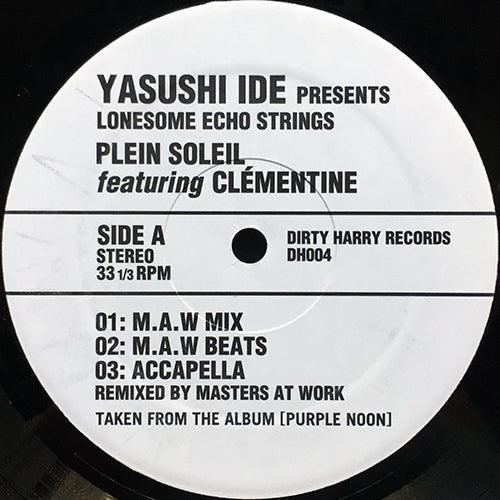 YASUSHI IDE PRESENTS
LONESOME ECHO STRINGS
PLEIN SOLEIL
featuring CLÉMENTINE
SIDE A
STEREO
33 1/3 RPM
DIRTY HARRY RECORDS
DH004
01: M.A.W MIX
02: M.A.W BEATS
03: ACCAPELLA
REMIXED BY MASTERS AT WORK
TAKEN FROM THE ALBUM [PURPLE NOON]